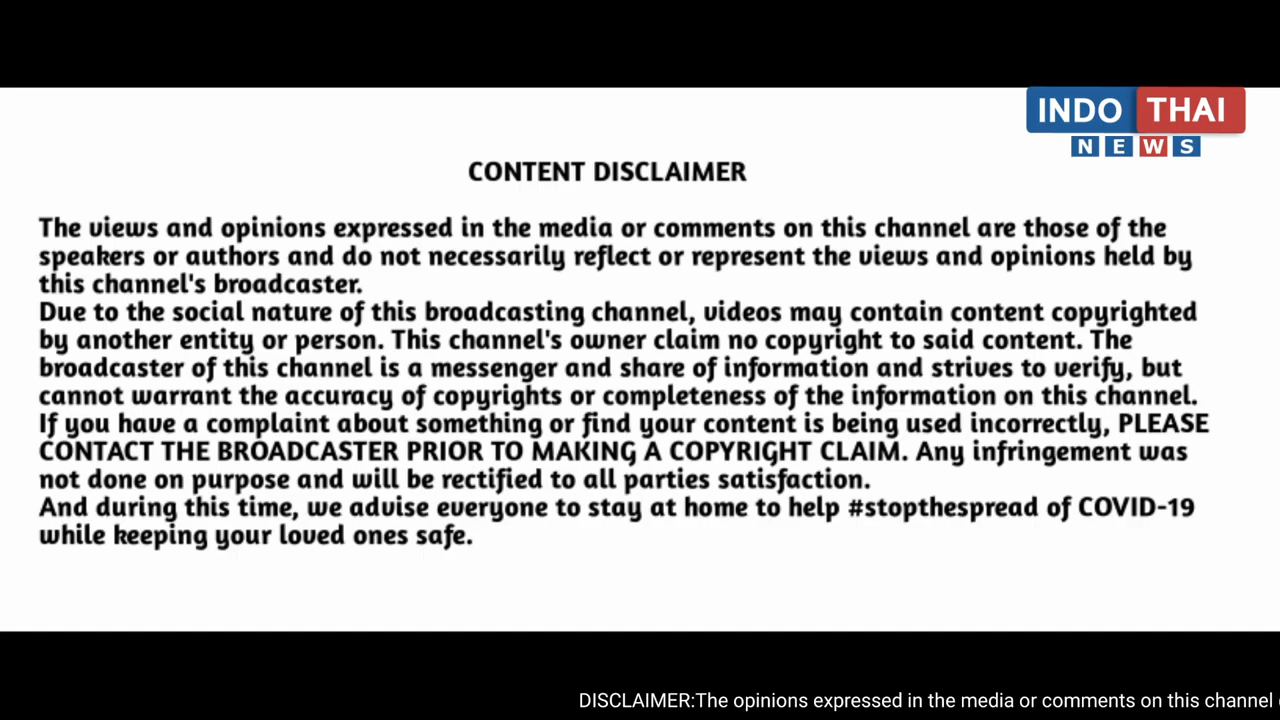 INDO THAI
NEWS
CONTENT DISCLAIMER
The views and opinions expressed in the media or comments on this channel are those of the
speakers or authors and do not necessarily reflect or represent the views and opinions held by
this channel's broadcaster.
Due to the social nature of this broadcasting channel, videos may contain content copyrighted
by another entity or person. This channel's owner claim no copyright to said content. The
broadcaster of this channel is a messenger and share of information and strives to verify, but
cannot warrant the accuracy of copyrights or completeness of the information on this channel.
If you have a complaint about something or find your content is being used incorrectly, PLEASE
CONTACT THE BROADCASTER PRIOR TO MAKING A COPYRIGHT CLAIM. Any infringement was
not done on purpose and will be rectified to all parties satisfaction.
And during this time, we advise everyone to stay at home to help #stopthespread of COVID-19
while keeping your loved ones safe.
DISCLAIMER:The opinions expressed in the media or comments on this channel